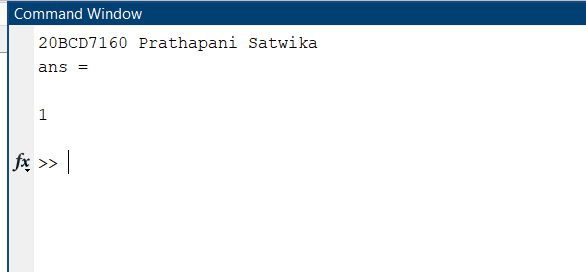 Command Window
20BCD7160 Prathapani Satwika
ans =
1
fx >>